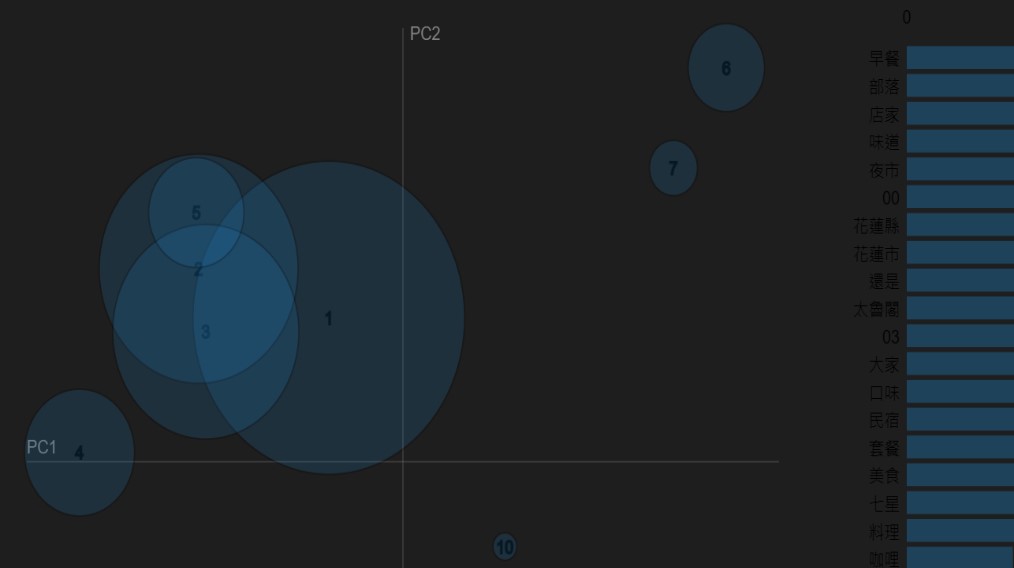 PC2
6
7
5
2
3
1
PC1
4
10
0
早餐
部落
店家
味道
夜市
00
花蓮縣
花蓮市
還是
太魯閣
03
大家
口味
民宿
套餐
美食
七星
料理
咖哩